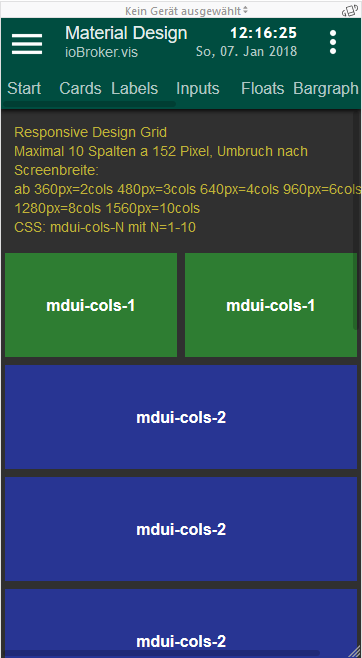 Kein Gerät ausgewählt
Material Design
12:16:25
ioBroker.vis
So, 07. Jan 2018
Start Cards Labels Inputs Floats Bargraph
Responsive Design Grid
Maximal 10 Spalten a 152 Pixel, Umbruch nach
Screenbreite:
ab 360px=2cols 480px=3cols 640px=4cols 960px=6cols
1280px=8cols 1560px=10cols
CSS: mdui-cols-N mit N=1-10
mdui-cols-1 mdui-cols-1
mdui-cols-2
mdui-cols-2
mdui-cols-2